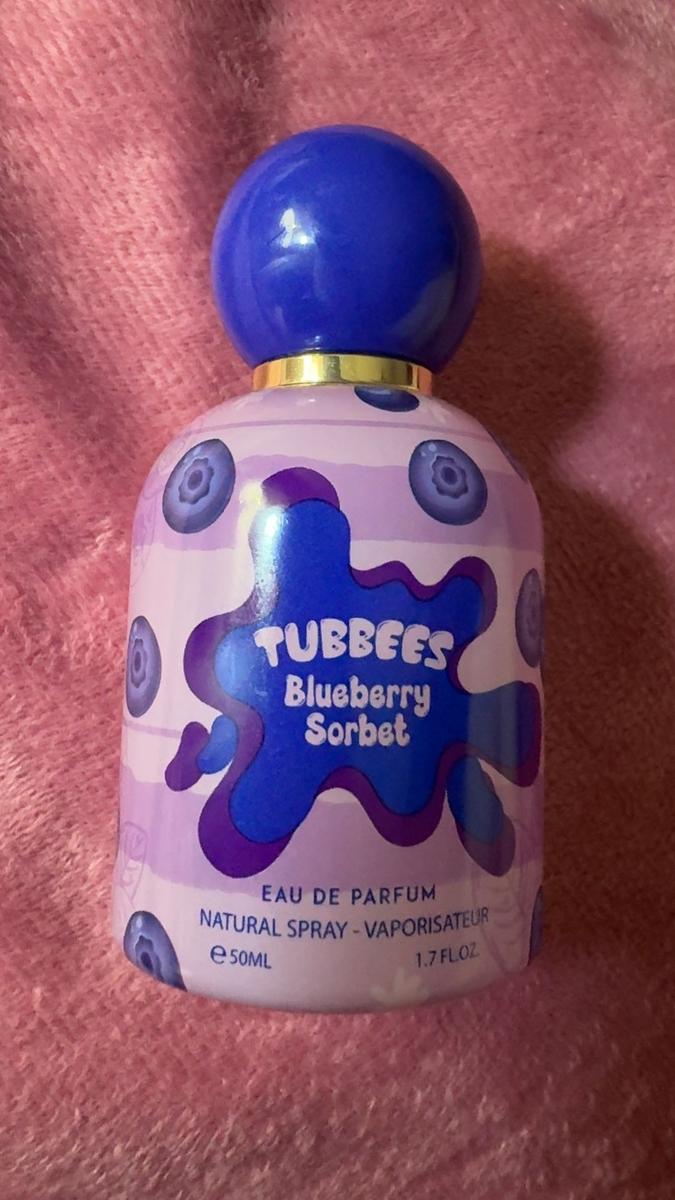 TUBBEES
Blueberry
Sorbet
EAU DE PARFUM
NATURAL SPRAY - VAPORISATEUR
℮50ML 1.7 FL.OZ.